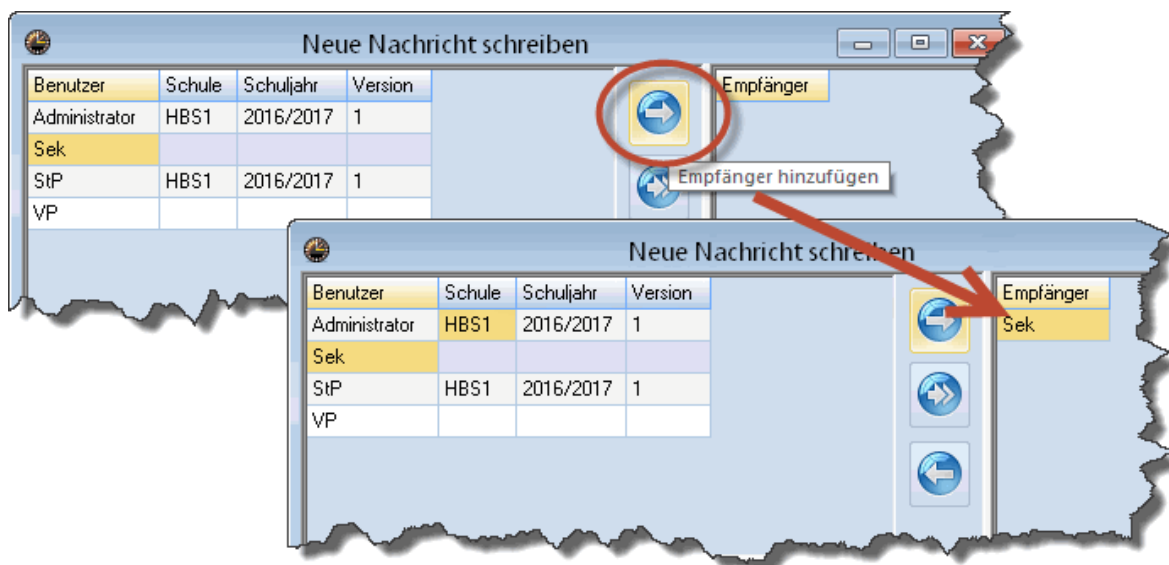 Neue Nachricht schreiben
Benutzer Schule Schuljahr Version Empfänger
Administrator HBS1 2016/2017 1
Sek
StP HBS1 2016/2017 1
Empfänger hinzufügen
VP
Neue Nachricht schreiben
Benutzer Schule Schuljahr Version Empfänger
Administrator HBS1 2016/2017 1 Sek
Sek
StP HBS1 2016/2017 1
VP